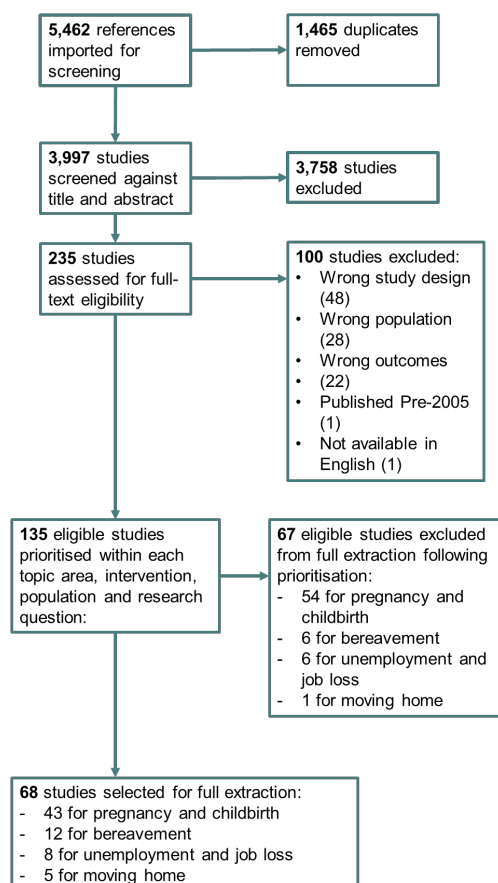 5,462 references
imported for
screening
1,465 duplicates
removed
3,997 studies
screened against
title and abstract
3,758 studies
excluded
235 studies
assessed for full-
text eligibility
100 studies excluded:
• Wrong study design
(48)
• Wrong population
(28)
• Wrong outcomes
• (22)
• Published Pre-2005
(1)
• Not available in
English (1)
135 eligible studies
prioritised within each
topic area, intervention,
population and research
question:
67 eligible studies excluded
from full extraction following
prioritisation:
- 54 for pregnancy and
childbirth
- 6 for bereavement
- 6 for unemployment and
job loss
- 1 for moving home
68 studies selected for full extraction:
- 43 for pregnancy and childbirth
- 12 for bereavement
- 8 for unemployment and job loss
- 5 for moving home